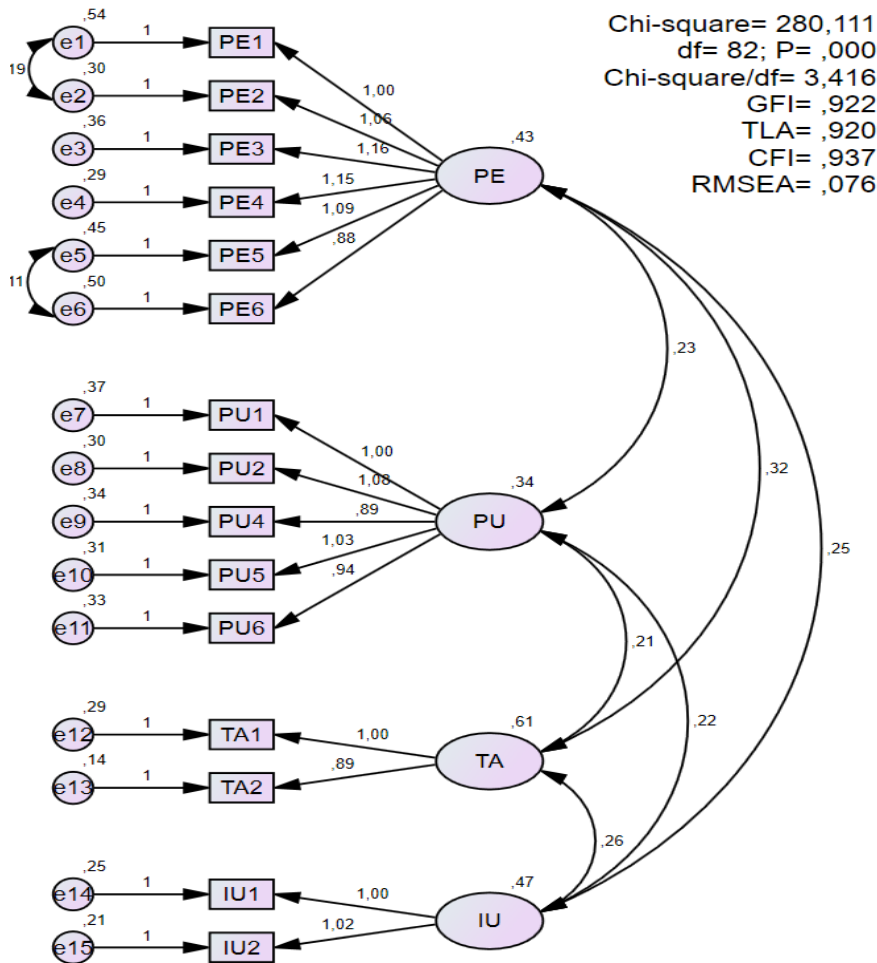 Chi-square= 280,111
df= 82; P= ,000
Chi-square/df= 3,416
GFI= ,922
TLA= ,920
CFI= ,937
RMSEA= ,076
,54
e1 1 PE1
19
,30
e2 1 PE2
1,00
,36
e3 1 PE3
1,06
1,16
,43
PE
,29
e4 1 PE4
1,15
,45
e5 1 PE5
1,09
,88
11
,50
e6 1 PE6
,23
,37
e7 1 PU1
1,00
,30
e8 1 PU2
1,08
,32
,34
e9 1 PU4
,89
,34
PU
,25
,31
e10 1 PU5
1,03
,94
,33
e11 1 PU6
,21
,22
,29
e12 1 TA1
1,00
,61
TA
,14
e13 1 TA2
,89
,26
,25
e14 1 IU1
1,00
,47
IU
,21
e15 1 IU2
1,02